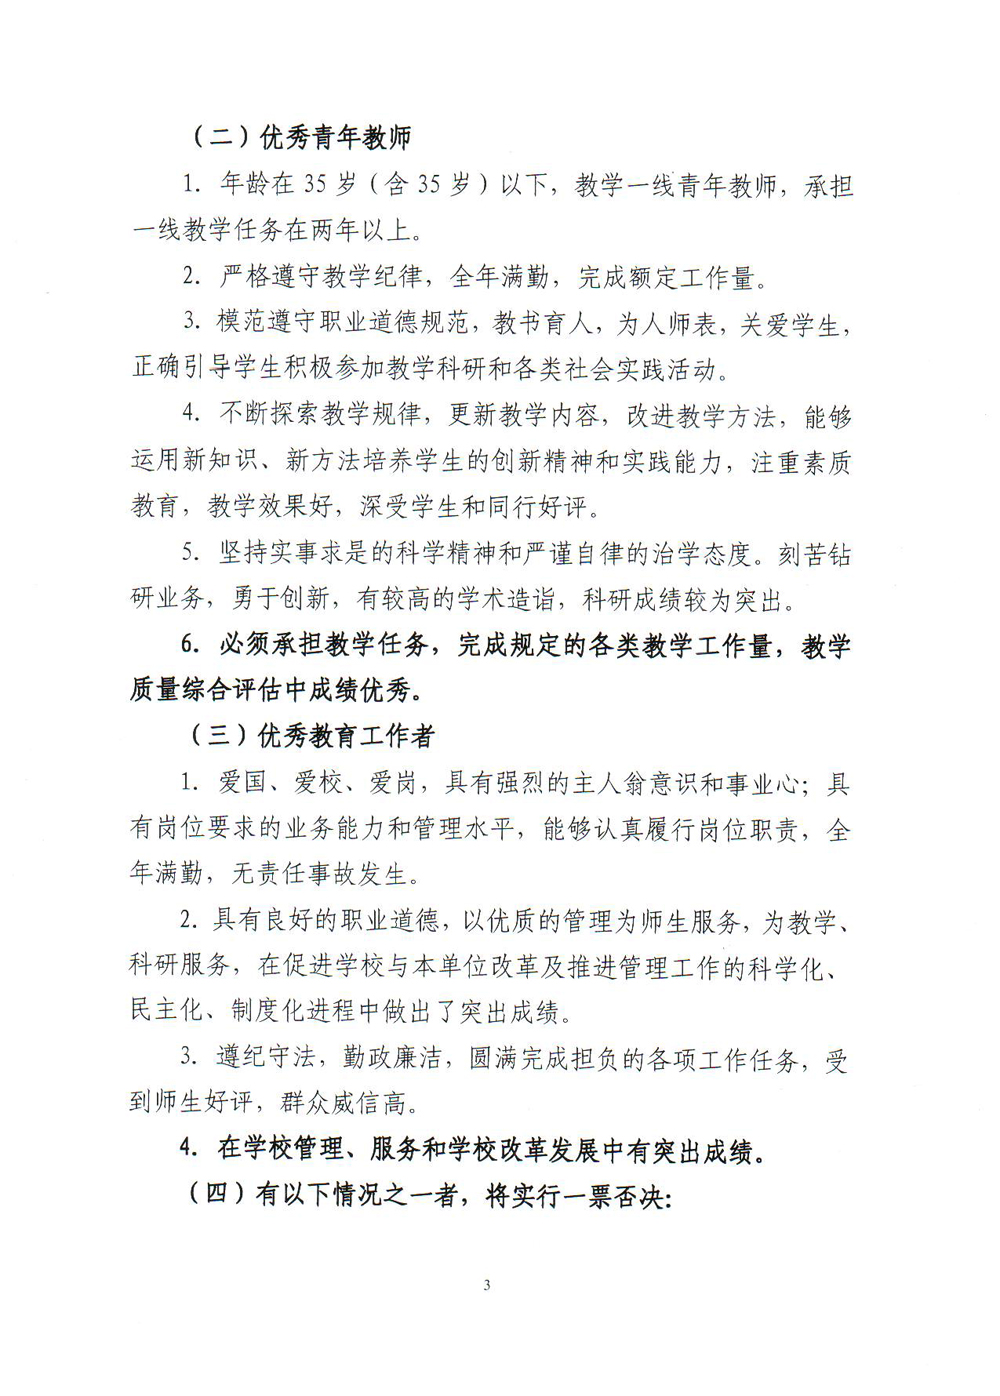 （二）优秀青年教师
1. 年龄在 35 岁（含 35 岁）以下，教学一线青年教师，承担
一线教学任务在两年以上。
2. 严格遵守教学纪律，全年满勤，完成额定工作量。
3. 模范遵守职业道德规范，教书育人，为人师表，关爱学生，
正确引导学生积极参加教学科研和各类社会实践活动。
4. 不断探索教学规律，更新教学内容，改进教学方法，能够
运用新知识、新方法培养学生的创新精神和实践能力，注重素质
教育，教学效果好，深受学生和同行好评。
5. 坚持实事求是的科学精神和严谨自律的治学态度。刻苦钻
研业务，勇于创新，有较高的学术造诣，科研成绩较为突出。
6. 必须承担教学任务，完成规定的各类教学工作量，教学
质量综合评估中成绩优秀。
（三）优秀教育工作者
1. 爱国、爱校、爱岗，具有强烈的主人翁意识和事业心；具
有岗位要求的业务能力和管理水平，能够认真履行岗位职责，全
年满勤，无责任事故发生。
2. 具有良好的职业道德，以优质的管理为师生服务，为教学、
科研服务，在促进学校与本单位改革及推进管理工作的科学化、
民主化、制度化进程中做出了突出成绩。
3. 遵纪守法，勤政廉洁，圆满完成担负的各项工作任务，受
到师生好评，群众威信高。
4. 在学校管理、服务和学校改革发展中有突出成绩。
（四）有以下情况之一者，将实行一票否决：
3